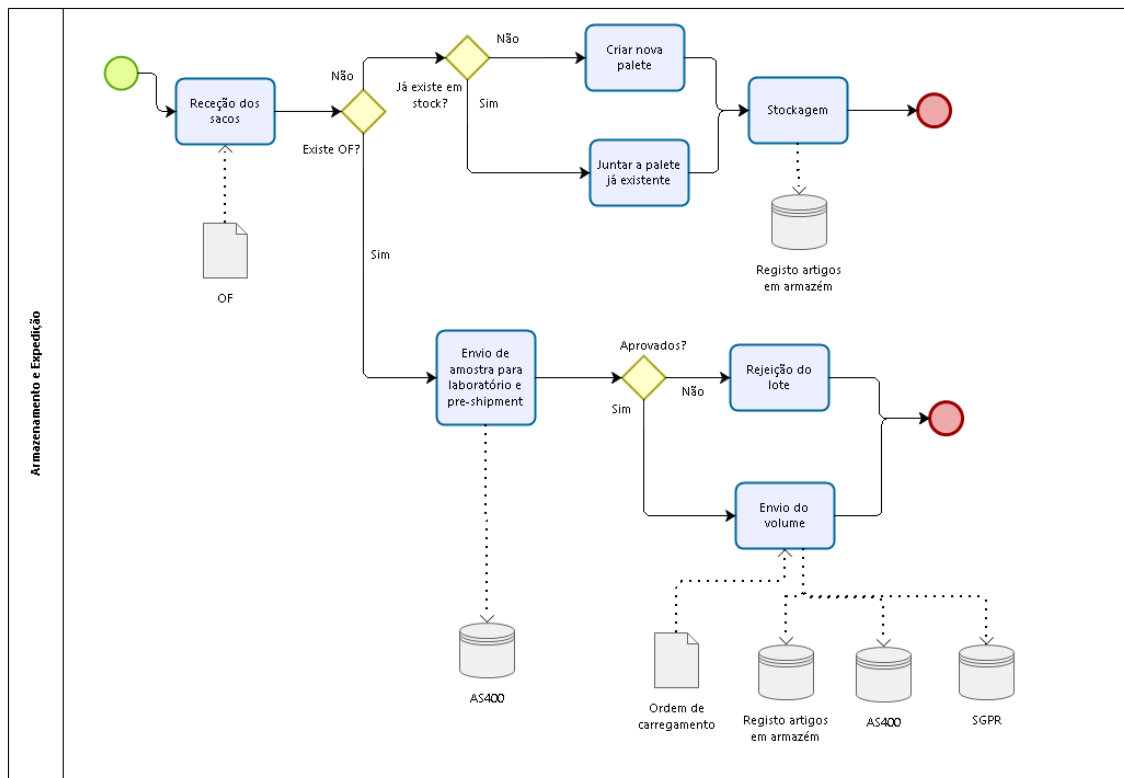 Armazenamento e Expedição
Receção dos
sacos
OF
Existe OF?
Não
Sim
Já existe em
stock?
Não
Sim
Criar nova
palete
Juntar a palete
já existente
Stockagem
Registo artigos
em armazém
Envio de
amostra para
laboratório e
pre-shipment
AS400
Aprovados?
Não
Sim
Rejeição do
lote
Envio do
volume
Ordem de
carregamento
Registo artigos
em armazém
AS400
SGPR